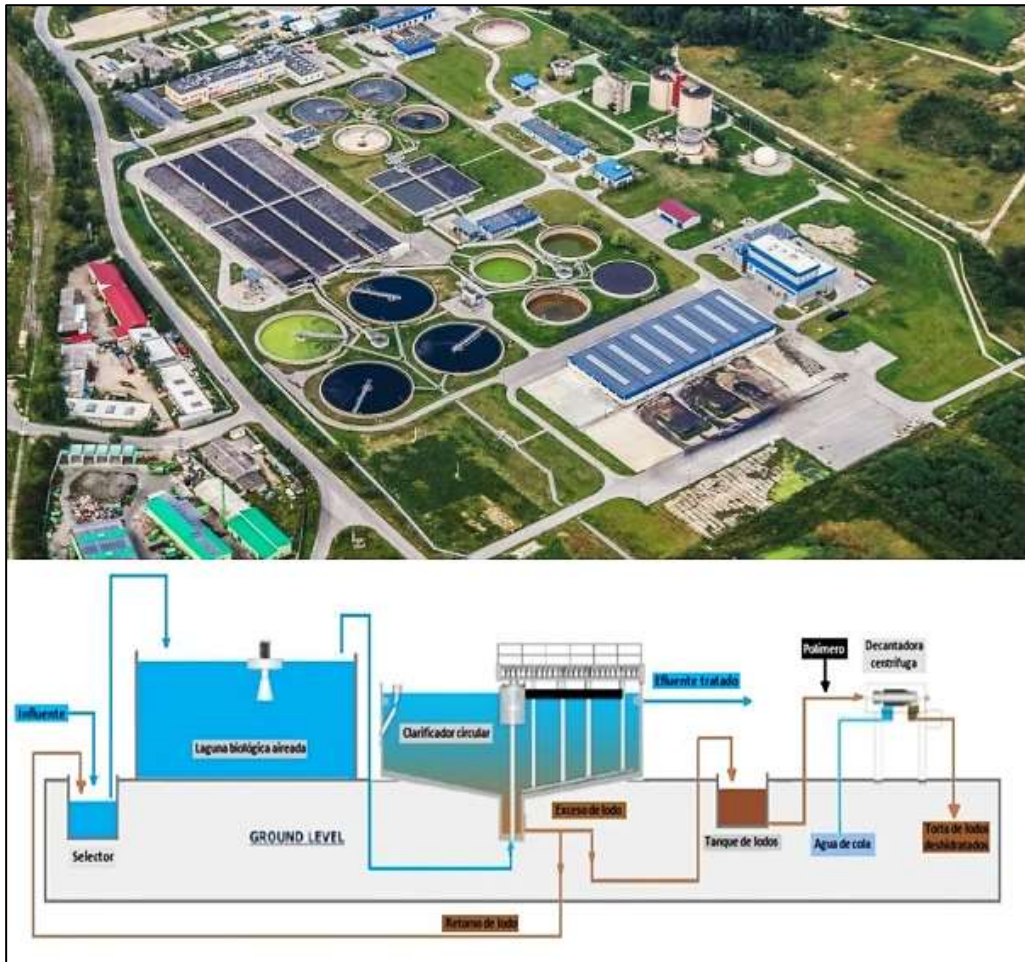 Polímero
Decantadora
centrífuga
Efluente tratado
Influente
Clarificador circular
Laguna biológica aireada
Exceso de lodo
GROUND LEVEL
Selector
Tanque de lodos
Agua de cola
Torta de lodos
deshidratados
Retorno de lodo